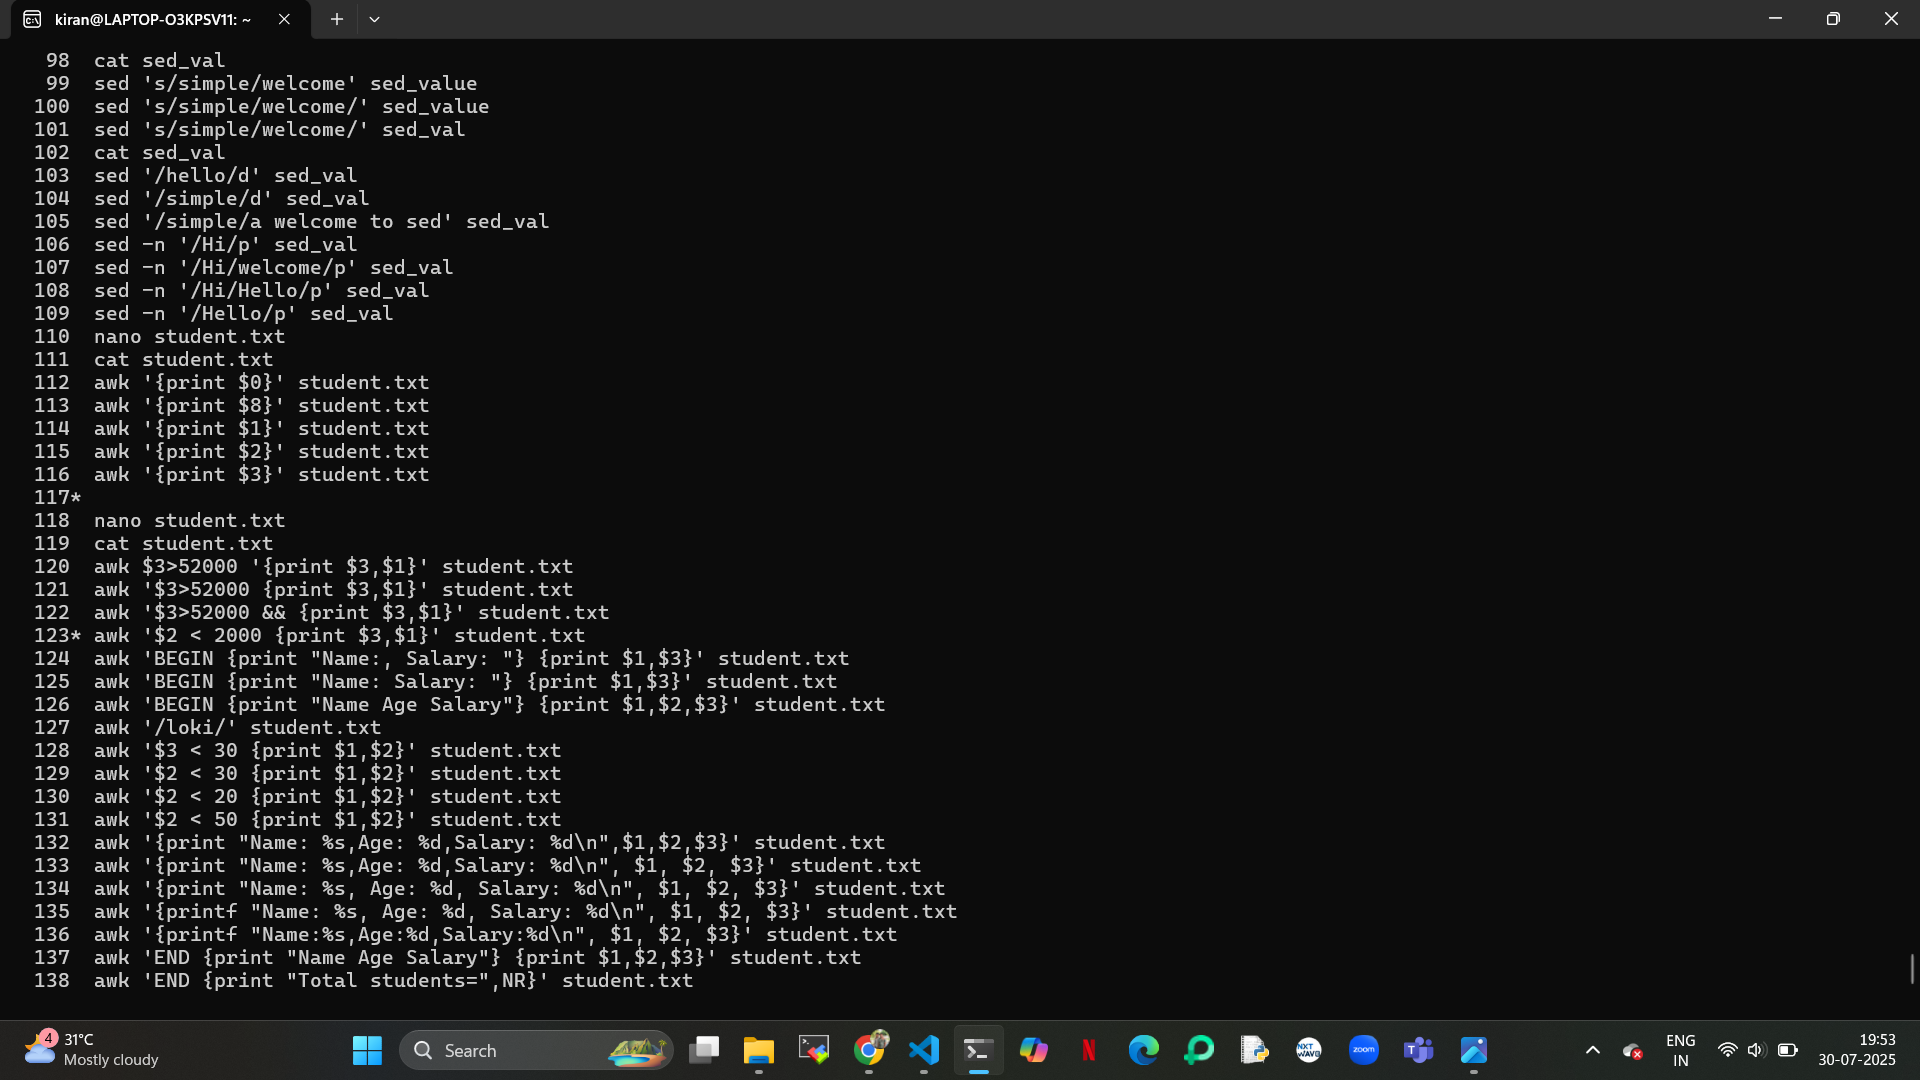 kiran@LAPTOP-O3KPSV11: ~
98 cat sed_val
99 sed 's/simple/welcome' sed_value
100 sed 's/simple/welcome/' sed_value
101 sed 's/simple/welcome/' sed_val
102 cat sed_val
103 sed '/hello/d' sed_val
104 sed '/simple/d' sed_val
105 sed '/simple/a welcome to sed' sed_val
106 sed -n '/Hi/p' sed_val
107 sed -n '/Hi/welcome/p' sed_val
108 sed -n '/Hi/Hello/p' sed_val
109 sed -n '/Hello/p' sed_val
110 nano student.txt
111 cat student.txt
112 awk '{print $0}' student.txt
113 awk '{print $8}' student.txt
114 awk '{print $1}' student.txt
115 awk '{print $2}' student.txt
116 awk '{print $3}' student.txt
117*
118 nano student.txt
119 cat student.txt
120 awk $3>52000 '{print $3,$1}' student.txt
121 awk '$3>52000 {print $3,$1}' student.txt
122 awk '$3>52000 && {print $3,$1}' student.txt
123* awk '$2 < 2000 {print $3,$1}' student.txt
124 awk 'BEGIN {print "Name:, Salary: "} {print $1,$3}' student.txt
125 awk 'BEGIN {print "Name: Salary: "} {print $1,$3}' student.txt
126 awk 'BEGIN {print "Name Age Salary"} {print $1,$2,$3}' student.txt
127 awk '/loki/' student.txt
128 awk '$3 < 30 {print $1,$2}' student.txt
129 awk '$2 < 30 {print $1,$2}' student.txt
130 awk '$2 < 20 {print $1,$2}' student.txt
131 awk '$2 < 50 {print $1,$2}' student.txt
132 awk '{print "Name: %s,Age: %d,Salary: %d\n",$1,$2,$3}' student.txt
133 awk '{print "Name: %s,Age: %d,Salary: %d\n", $1, $2, $3}' student.txt
134 awk '{print "Name: %s, Age: %d, Salary: %d\n", $1, $2, $3}' student.txt
135 awk '{printf "Name: %s, Age: %d, Salary: %d\n", $1, $2, $3}' student.txt
136 awk '{printf "Name:%s,Age:%d,Salary:%d\n", $1, $2, $3}' student.txt
137 awk 'END {print "Name Age Salary"} {print $1,$2,$3}' student.txt
138 awk 'END {print "Total students=",NR}' student.txt
4
31°C
Mostly cloudy
Search
N
NXT WAVE
zoom
T
ENG
IN
19:53
30-07-2025